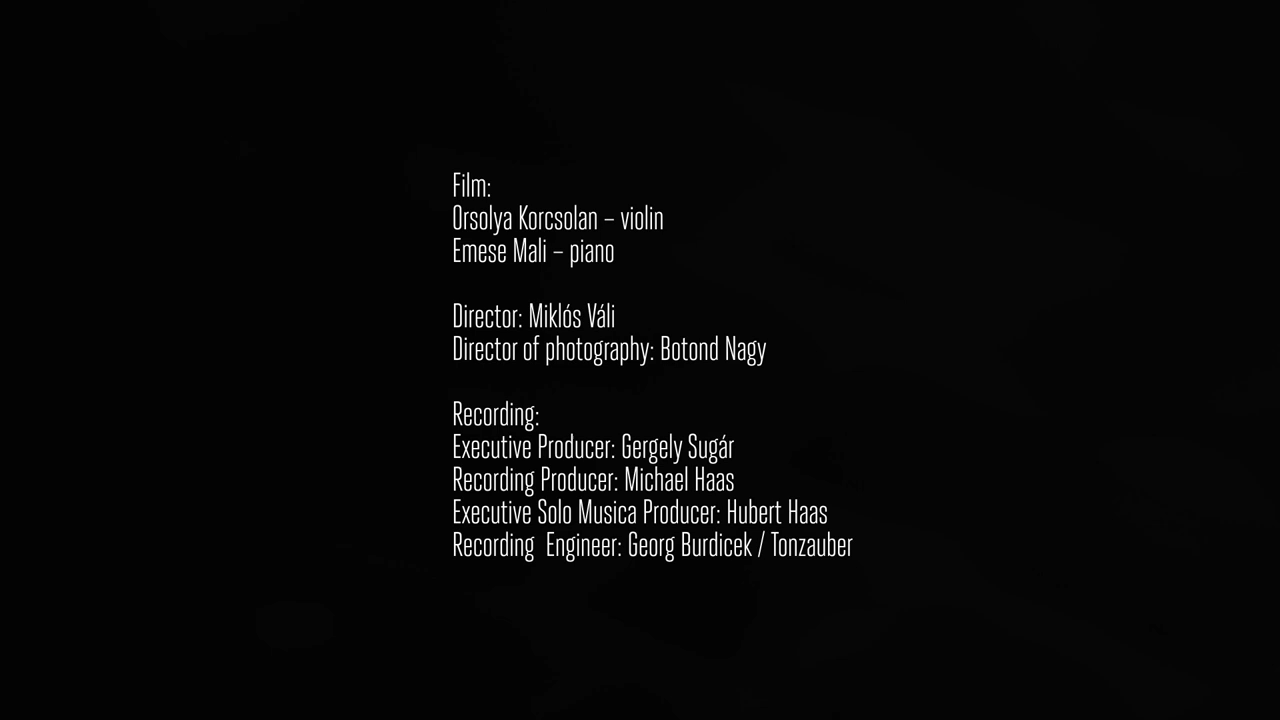 Film:
Orsolya Korcsolan – violin
Emese Mali – piano
Director: Miklós Váli
Director of photography: Botond Nagy
Recording:
Executive Producer: Gergely Sugár
Recording Producer: Michael Haas
Executive Solo Musica Producer: Hubert Haas
Recording  Engineer: Georg Burdicek / Tonzauber